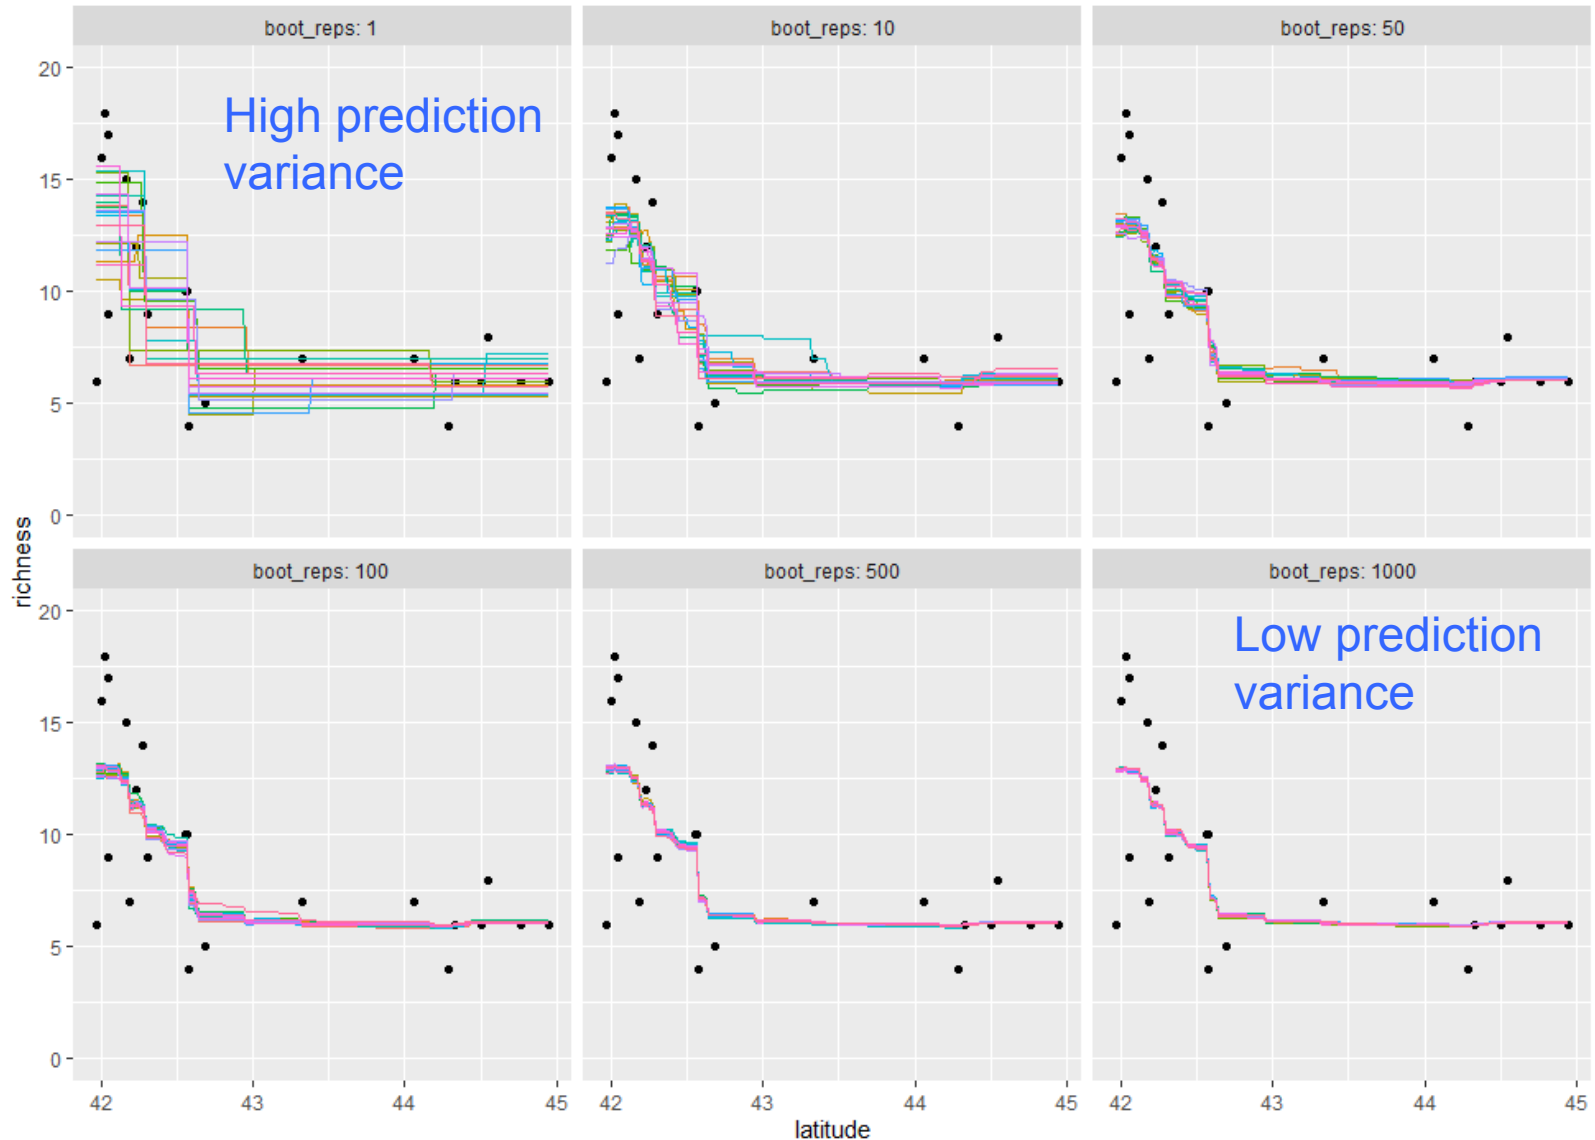 boot_reps: 1
boot_reps: 10
boot_reps: 50
20
15
10
5
0
High prediction
variance
richness
boot_reps: 100
boot_reps: 500
boot_reps: 1000
20
15
10
5
0
Low prediction
variance
42 43 44 45
42 43 44 45
42 43 44 45
latitude